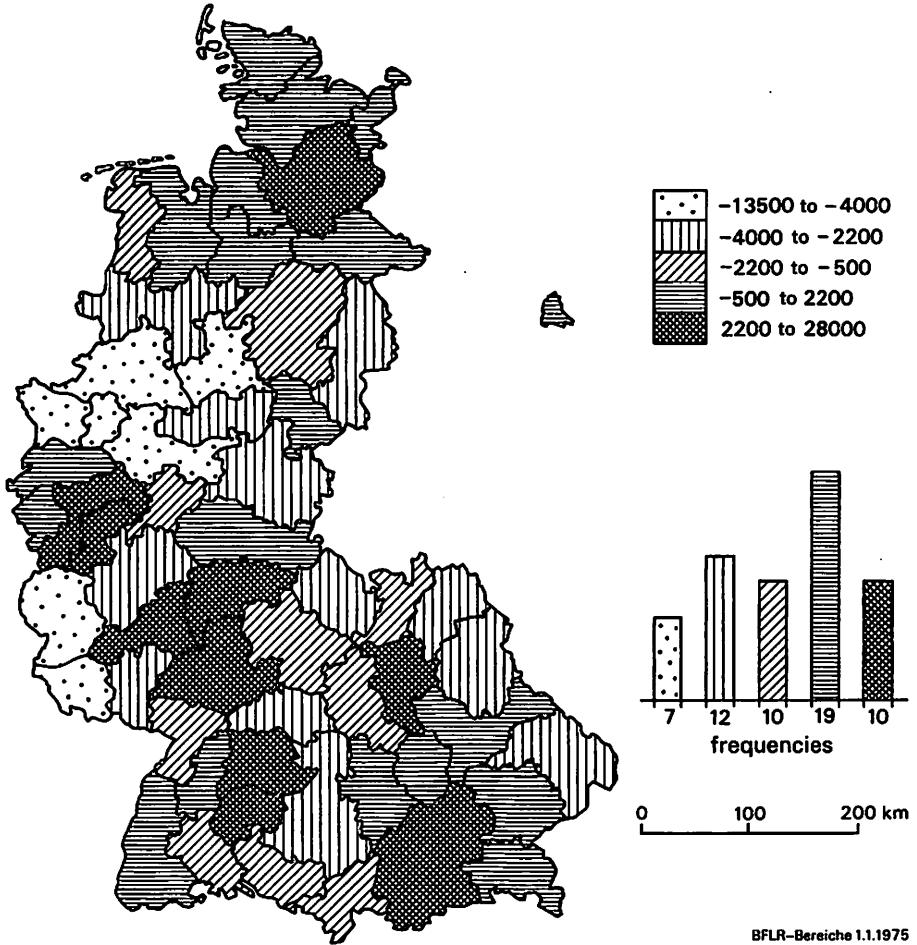 -13500 to -4000
-4000 to -2200
-2200 to -500
-500 to 2200
2200 to 28000
7 12 10 19 10
frequencies
0 100 200 km
BFLR-Bereiche 1.1.1975